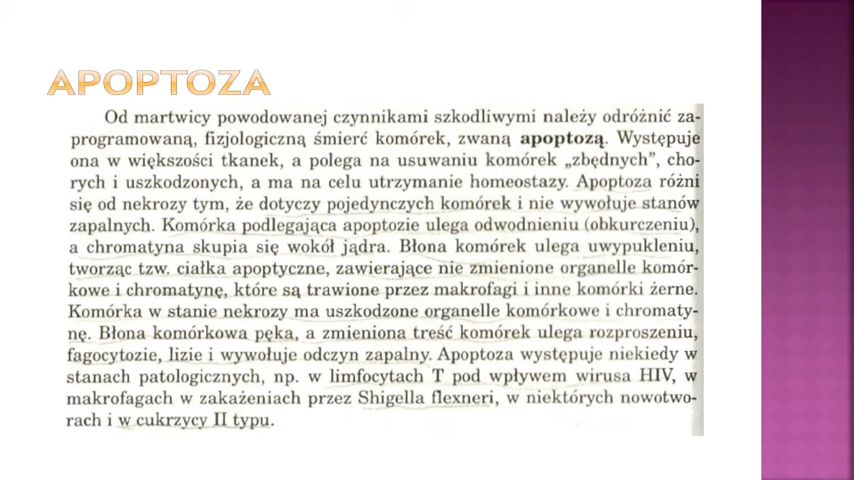 APOPTOZA
Od martwicy powodowanej czynnikami szkodliwymi należy odróżnić za-
programowaną, fizjologiczną śmierć komórek, zwaną apoptozą. Występuje
ona w większości tkanek, a polega na usuwaniu komórek „zbędnych”, cho-
rych i uszkodzonych, a ma na celu utrzymanie homeostazy. Apoptoza różni
się od nekrozy tym, że dotyczy pojedynczych komórek i nie wywołuje stanów
zapalnych. Komórka podlegająca apoptozie ulega odwodnieniu (obkurczeniu),
a chromatyna skupia się wokół jądra. Błona komórek ulega uwypukleniu,
tworząc tzw. ciałka apoptyczne, zawierające nie zmienione organelle komór-
kowe i chromatynę, które są trawione przez makrofagi i inne komórki żerne.
Komórka w stanie nekrozy ma uszkodzone organelle komórkowe i chromaty-
nę. Błona komórkowa pęka, a zmieniona treść komórek ulega rozproszeniu,
fagocytozie, lizie i wywołuje odczyn zapalny. Apoptoza występuje niekiedy w
stanach patologicznych, np. w limfocytach T pod wpływem wirusa HIV, w
makrofagach w zakażeniach przez Shigella flexneri, w niektórych nowotwo-
rach i w cukrzycy II typu.